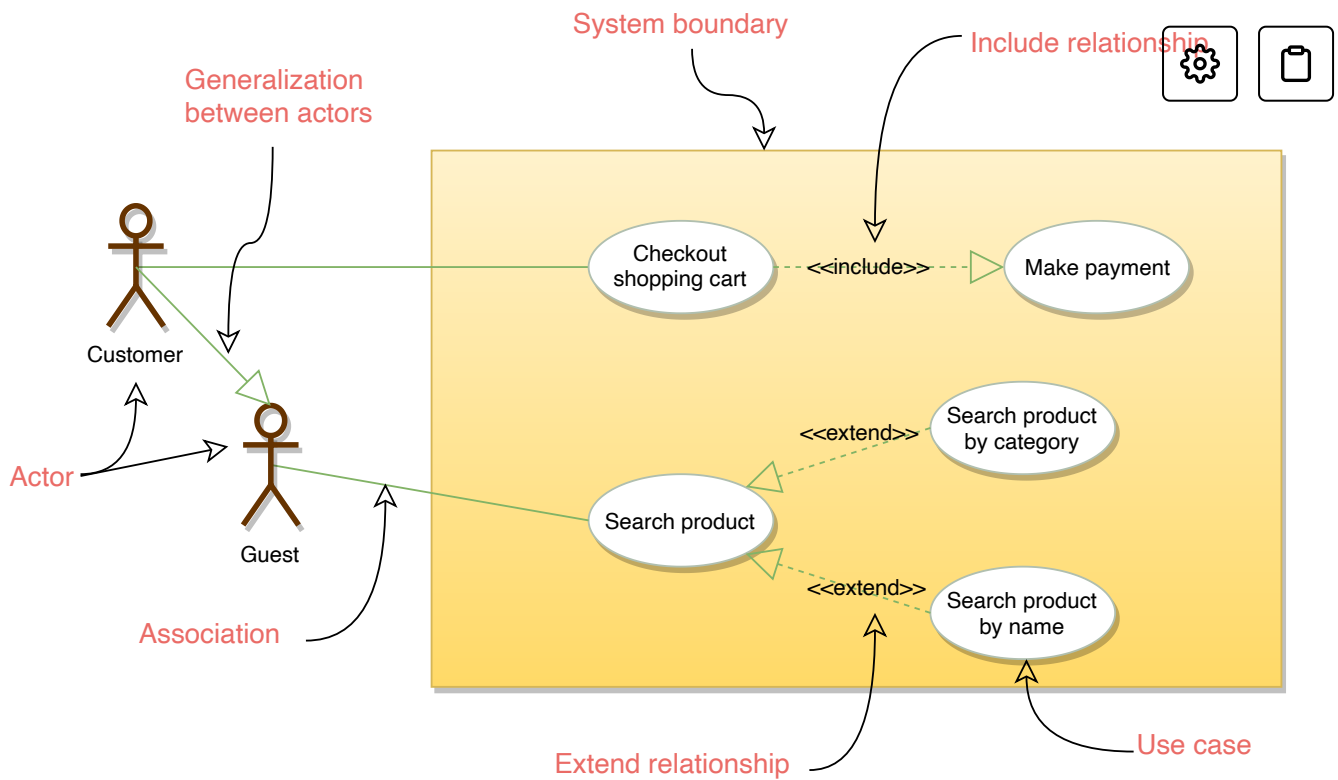 System boundary
Include relationship
Generalization
between actors
Checkout
shopping cart
<<include>>
Make payment
Customer
Search product
by category
<<extend>>
Actor
Search product
Guest
<<extend>>
Search product
by name
Association
Use case
Extend relationship